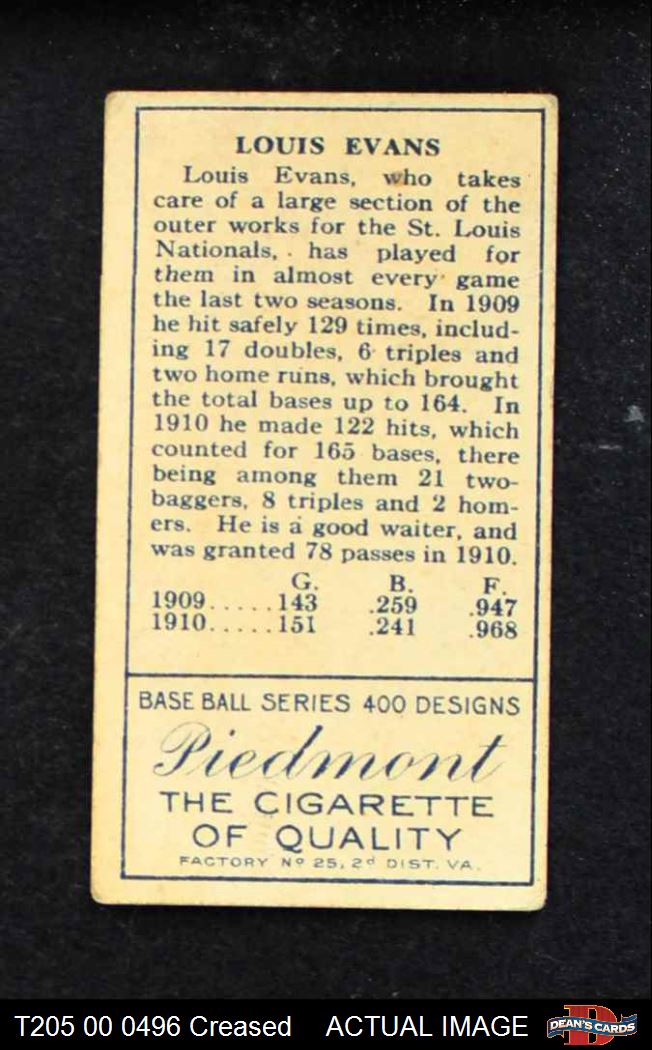 LOUIS EVANS
Louis Evans, who takes
care of a large section of the
outer works for the St. Louis
Nationals, has played for
them in almost every game
the last two seasons. In 1909
he hit safely 129 times, includ-
ing 17 doubles, 6 triples and
two home runs, which brought
the total bases up to 164. In
1910 he made 122 hits, which
counted for 165 bases, there
being among them 21 two-
baggers, 8 triples and 2 hom-
ers. He is a good waiter, and
was granted 78 passes in 1910.
G. B. F.
1909.....143 .259 .947
1910.....151 .241 .968
BASE BALL SERIES 400 DESIGNS
Piedmont
THE CIGARETTE
OF QUALITY
FACTORY Nº 25, 2d DIST. VA.
T205 00 0496 Creased ACTUAL IMAGE
DEAN'S CARDS